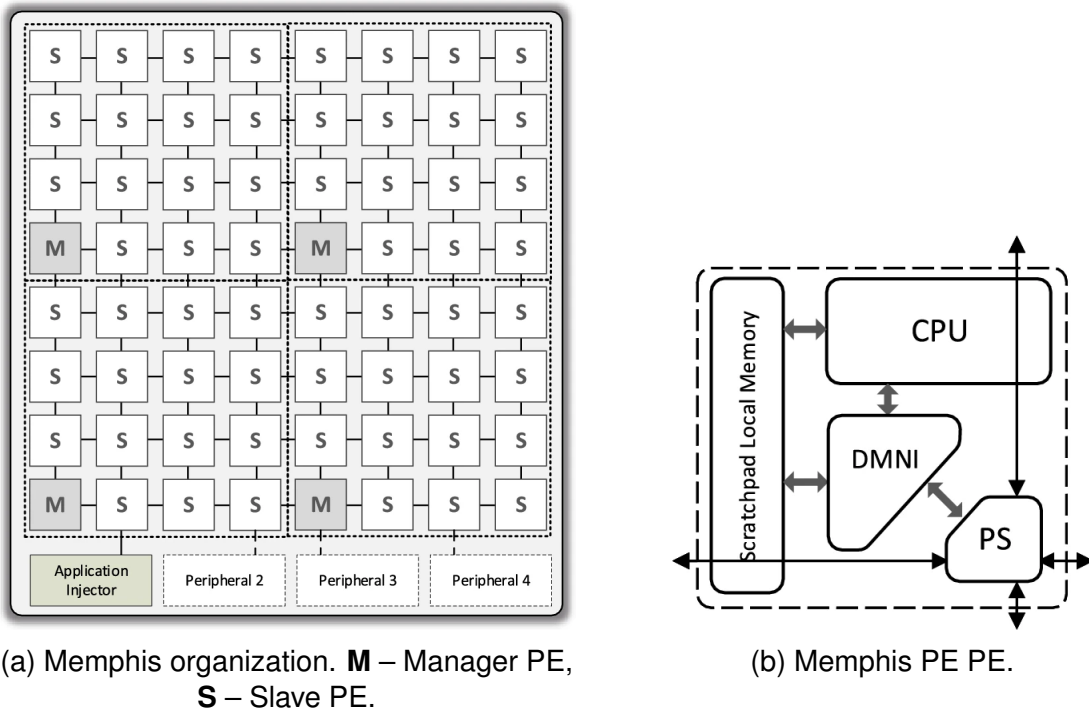 S S S S S S S S
S S S S S S S S
S S S S S S S S
M S S S M S S S
S S S S S S S S
S S S S S S S S
S S S S S S S S
M S S S M S S S
Application
Injector
Peripheral 2
Peripheral 3
Peripheral 4
(a) Memphis organization. M – Manager PE,
S – Slave PE.
Scratchpad Local Memory
CPU
DMNI
PS
(b) Memphis PE PE.